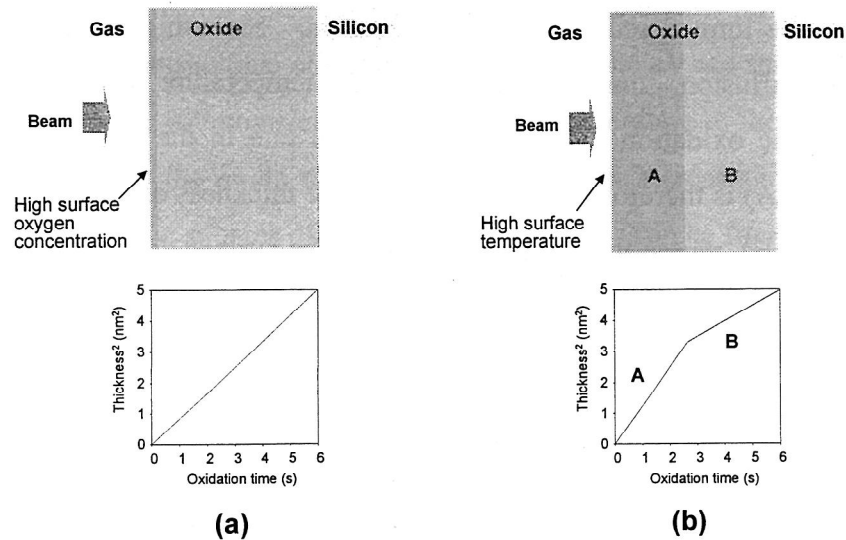 Gas Oxide Silicon
Beam
High surface
oxygen
concentration
Thickness² (nm²)
5
4
3
2
1
0
0 1 2 3 4 5 6
Oxidation time (s)
(a)
Gas Oxide Silicon
Beam
A B
High surface
temperature
Thickness² (nm²)
5
4
3
2
1
0
A
B
0 1 2 3 4 5 6
Oxidation time (s)
(b)